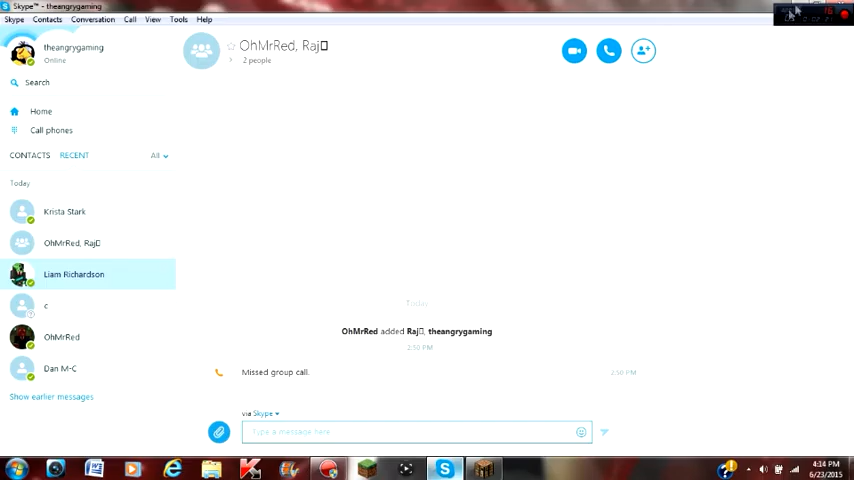 Skype™ - theangrygaming
Skype Contacts Conversation Call View Tools Help
theangrygaming
Online
Search
Home
Call phones
CONTACTS RECENT All
Today
Krista Stark
OhMrRed, Raj▯
Liam Richardson
c
OhMrRed
Dan M-C
Show earlier messages
OhMrRed, Raj▯
2 people
Today
OhMrRed added Raj▯, theangrygaming
2:50 PM
Missed group call. 2:50 PM
via Skype
Type a message here
4:14 PM
6/23/2015